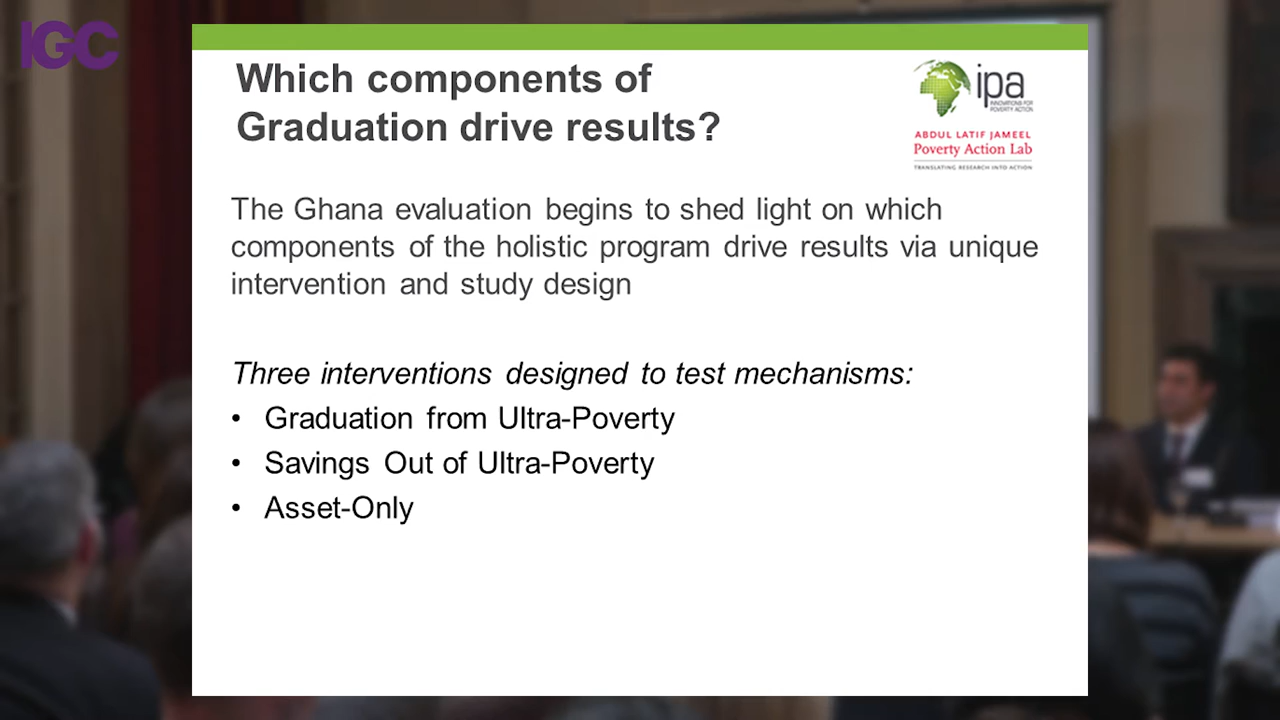 IGC
Which components of
Graduation drive results?
ipa
INNOVATIONS FOR
POVERTY ACTION
ABDUL LATIF JAMEEL
Poverty Action Lab
TRANSLATING RESEARCH INTO ACTION
The Ghana evaluation begins to shed light on which
components of the holistic program drive results via unique
intervention and study design
Three interventions designed to test mechanisms:
• Graduation from Ultra-Poverty
• Savings Out of Ultra-Poverty
• Asset-Only